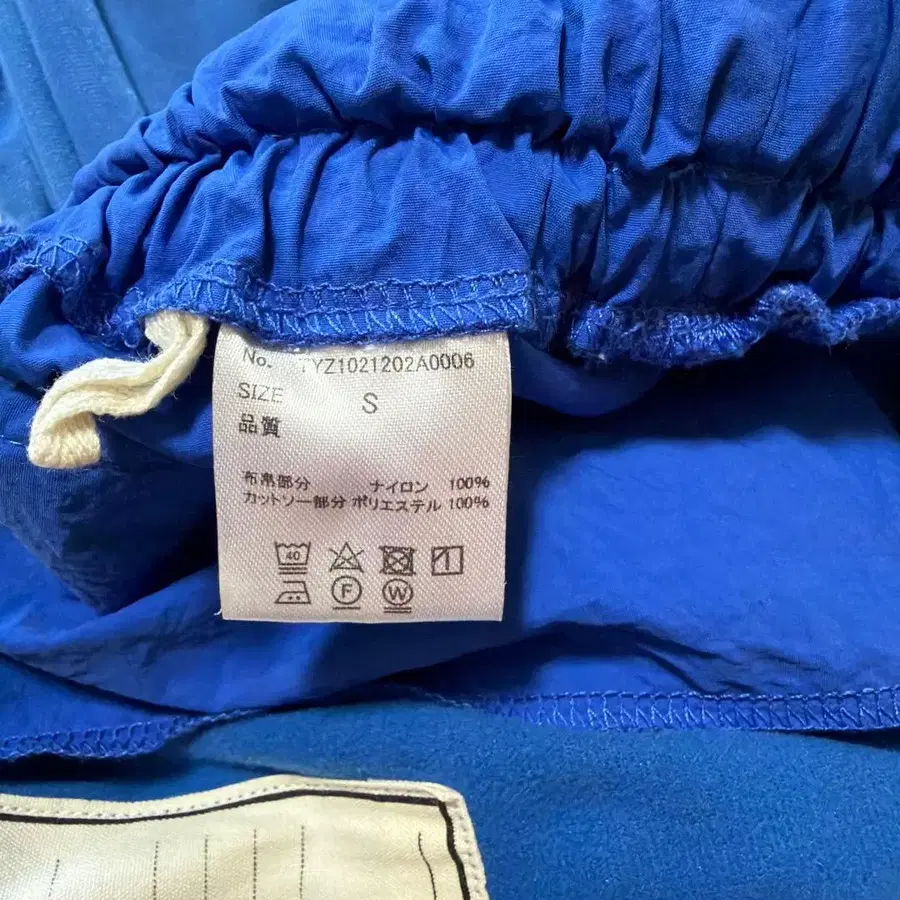 No. TYZ1021202A0006
SIZE S
品質
布帛部分 ナイロン 100%
カットソー部分 ポリエステル 100%
40
F W